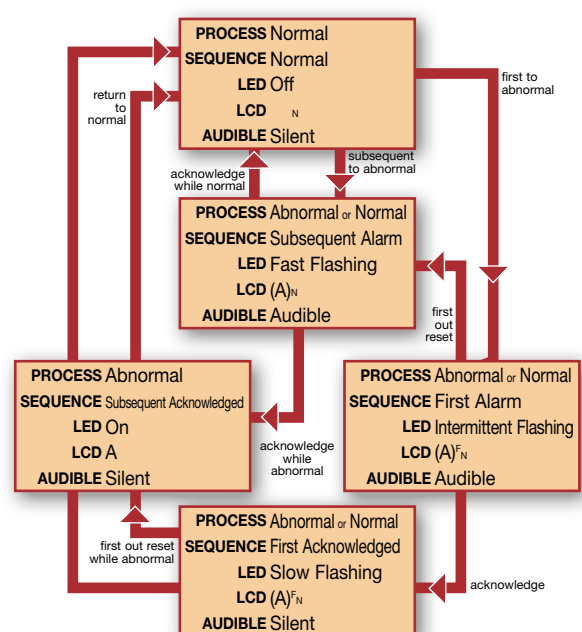 PROCESS Normal
SEQUENCE Normal
LED Off
LCD N
AUDIBLE Silent
first to
abnormal
return
to
normal
acknowledge
while normal
subsequent
to abnormal
PROCESS Abnormal or Normal
SEQUENCE Subsequent Alarm
LED Fast Flashing
LCD (A)N
AUDIBLE Audible
first
out
reset
PROCESS Abnormal
SEQUENCE Subsequent Acknowledged
LED On
LCD A
AUDIBLE Silent
acknowledge
while
abnormal
PROCESS Abnormal or Normal
SEQUENCE First Alarm
LED Intermittent Flashing
LCD (A)FN
AUDIBLE Audible
first out reset
while abnormal
PROCESS Abnormal or Normal
SEQUENCE First Acknowledged
LED Slow Flashing
LCD (A)FN
AUDIBLE Silent
acknowledge